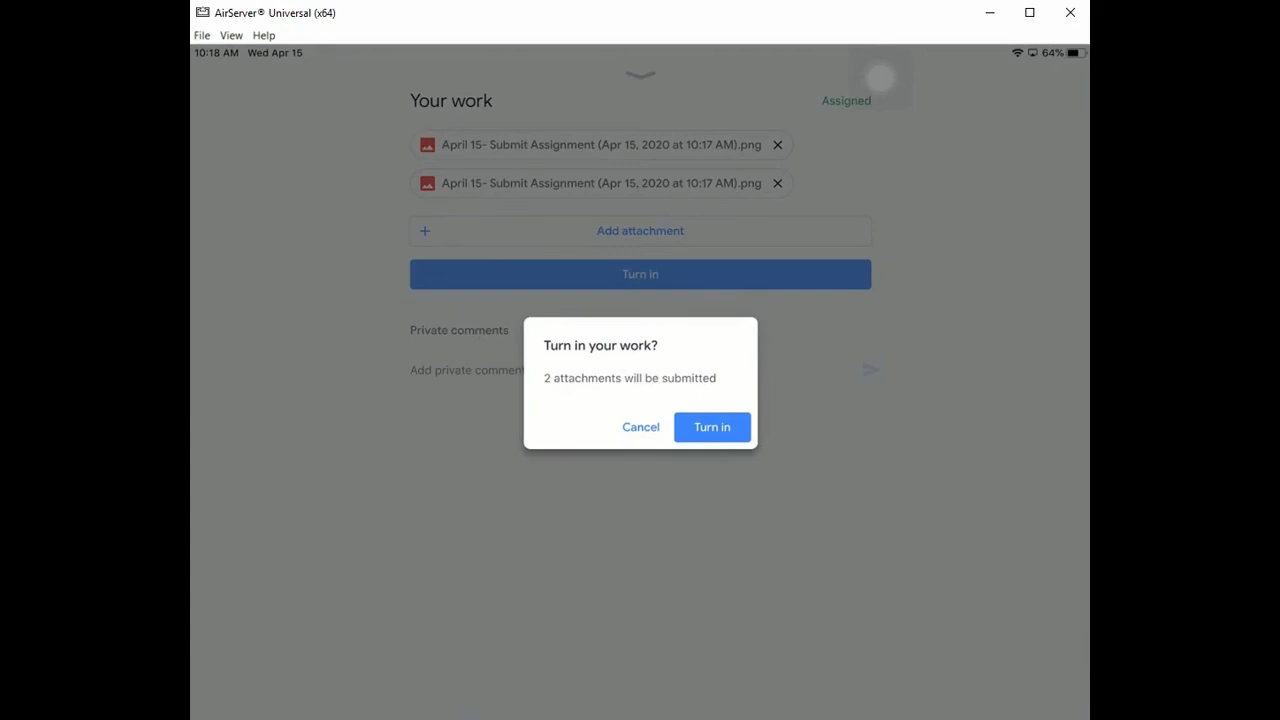 AirServer® Universal (x64)
File View Help
10:18 AM Wed Apr 15
64%
Your work
Assigned
April 15- Submit Assignment (Apr 15, 2020 at 10:17 AM).png
April 15- Submit Assignment (Apr 15, 2020 at 10:17 AM).png
Add attachment
Turn in
Private comments
Add private commen
Turn in your work?
2 attachments will be submitted
Cancel
Turn in